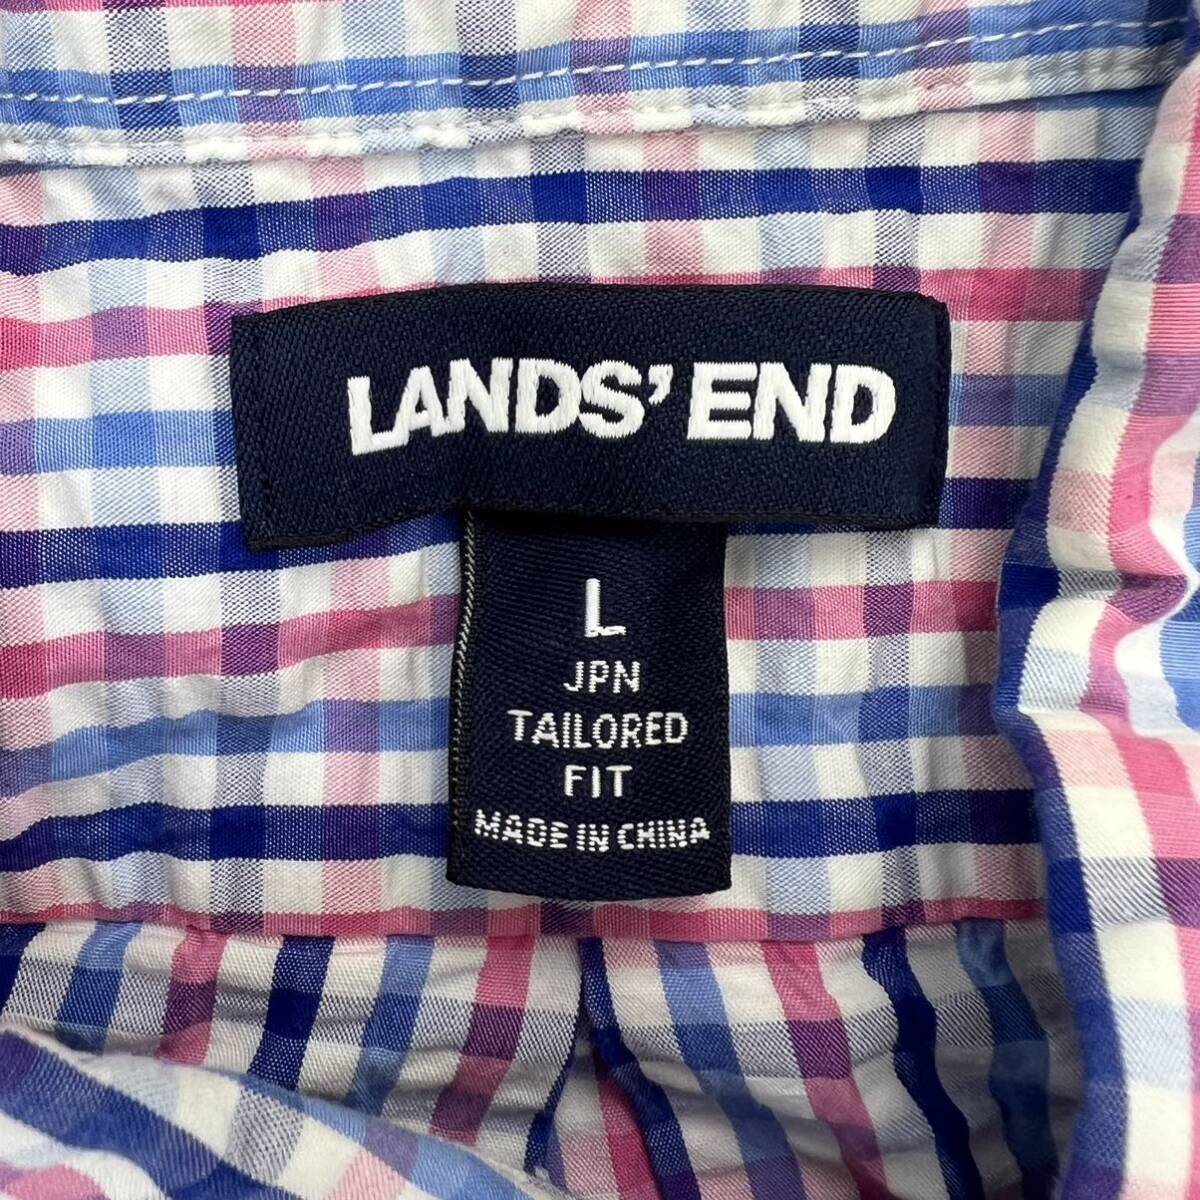 LANDS' END
L
JPN
TAILORED
FIT
MADE IN CHINA